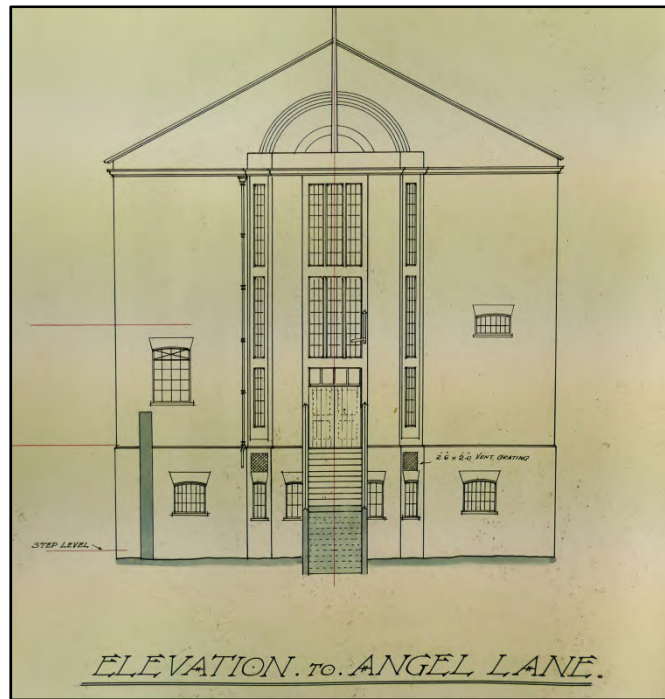 2'6" x 2'0" VENT. GRATING
STEP LEVEL
ELEVATION. TO. ANGEL LANE.